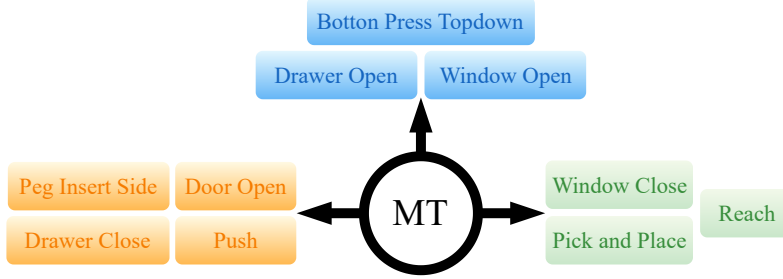 Botton Press Topdown
Drawer Open
Window Open
Peg Insert Side
Door Open
Drawer Close
Push
MT
Window Close
Pick and Place
Reach